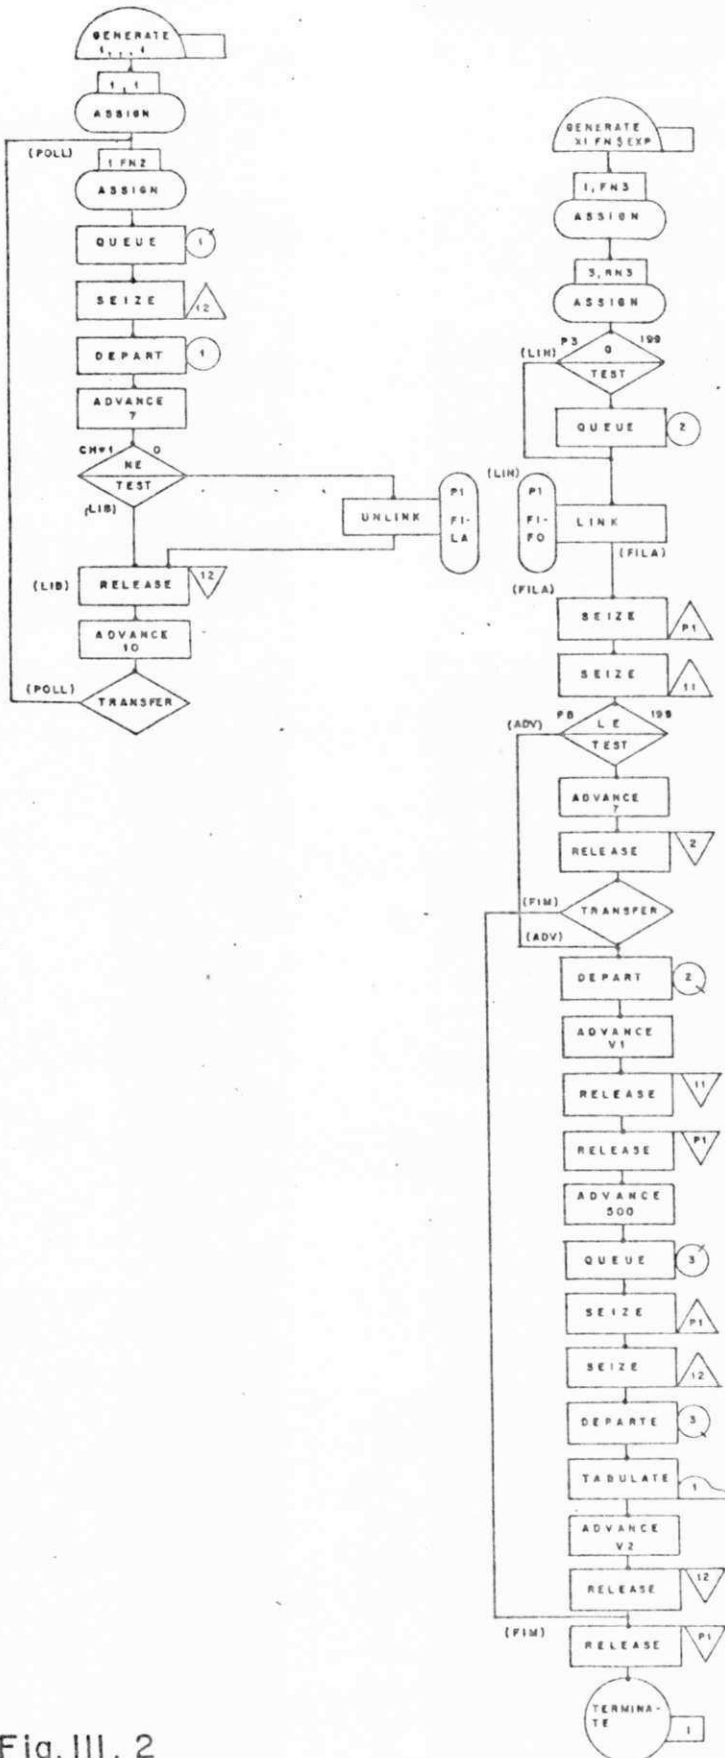 GENERATE
1,,,1
1,1
ASSIGN
(POLL)
1 FN2
ASSIGN
QUEUE
1
SEIZE
12
DEPART
1
ADVANCE
7
CH*1 0
NE
TEST
(LIB)
UNLINK
P1
FI-
LA
(LIB)
RELEASE
12
ADVANCE
10
(POLL)
TRANSFER
GENERATE
X1 FN$EXP
1, FN3
ASSIGN
3, RN3
ASSIGN
P3 199
(LIN)
G
TEST
QUEUE
2
(LIN)
P1
FI-
FO
LINK
(FILA)
(FILA)
SEIZE
P1
SEIZE
11
(ADV)
LE
TEST
ADVANCE
7
RELEASE
2
(FIM)
TRANSFER
(ADV)
DEPART
2
ADVANCE
V1
RELEASE
11
RELEASE
P1
ADVANCE
500
QUEUE
3
SEIZE
P1
SEIZE
12
DEPARTE
3
TABULATE
1
ADVANCE
V2
RELEASE
12
(FIM)
RELEASE
P1
TERMINA-
TE
1
Fig. III. 2